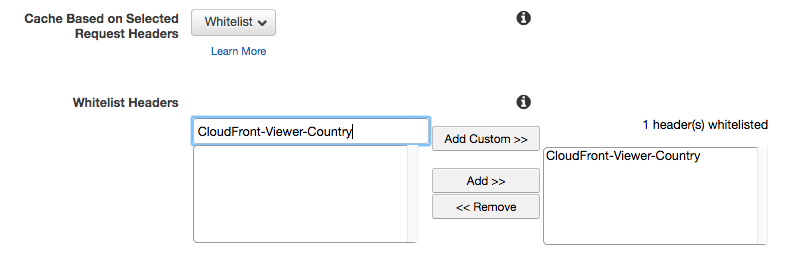 Cache Based on Selected
Request Headers
Whitelist
Learn More
Whitelist Headers
CloudFront-Viewer-Country
Add Custom >>
1 header(s) whitelisted
CloudFront-Viewer-Country
Add >>
<< Remove